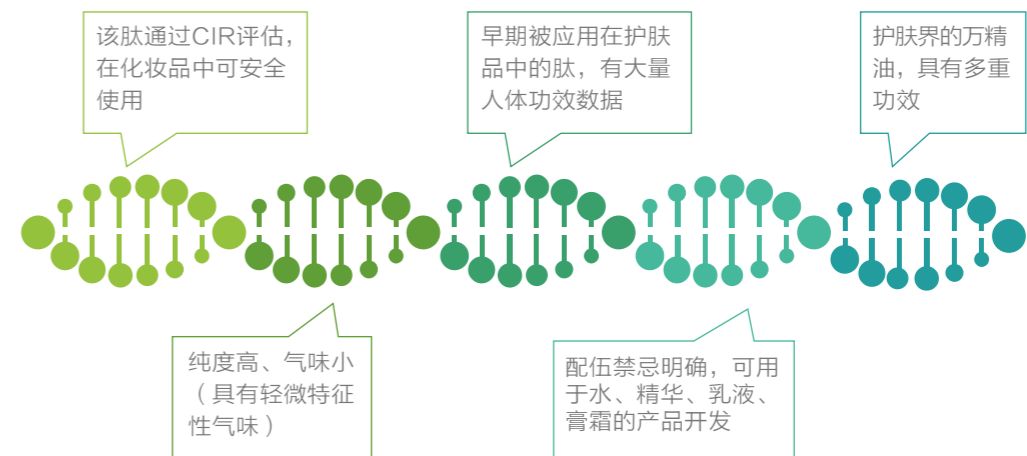 该肽通过CIR评估，
在化妆品中可安全
使用
早期被应用在护肤
品中的肽，有大量
人体功效数据
护肤界的万精
油，具有多重
功效
纯度高、气味小
（具有轻微特征
性气味）
配伍禁忌明确，可用
于水、精华、乳液、
膏霜的产品开发